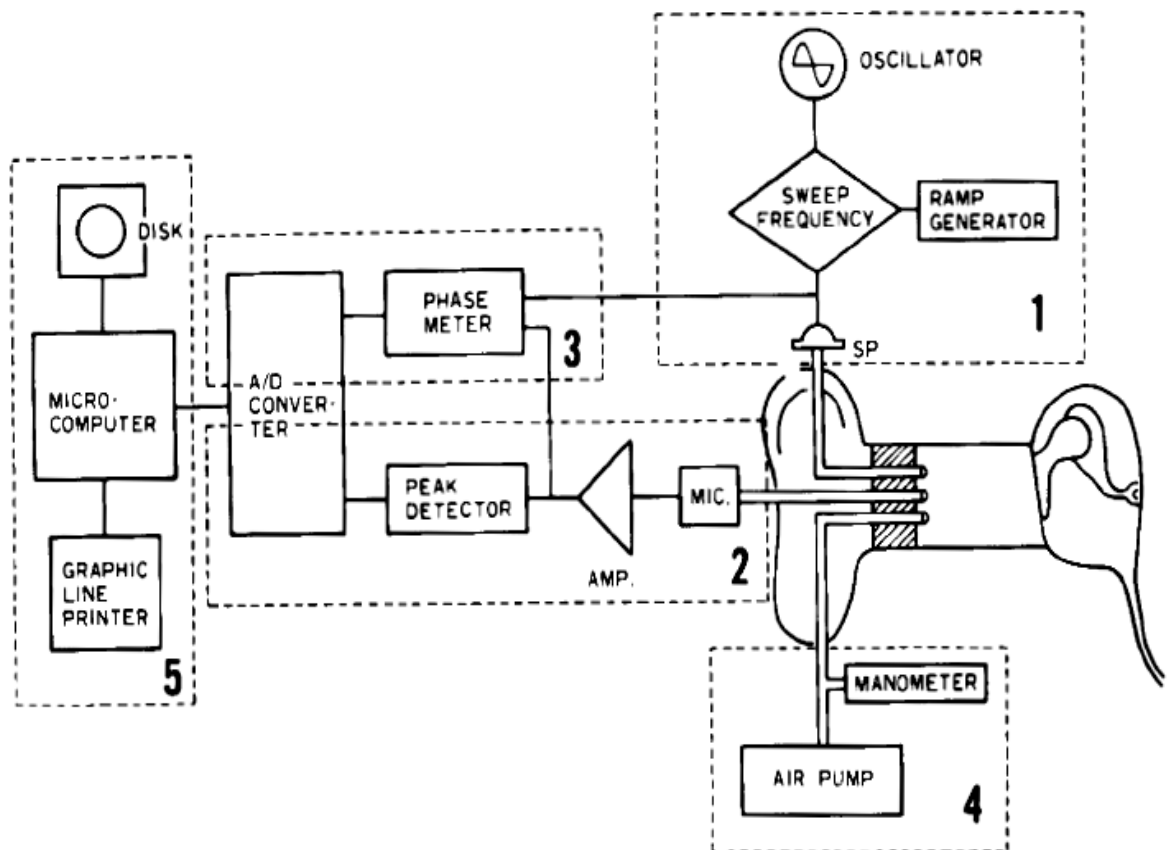 OSCILLATOR
SWEEP
FREQUENCY
RAMP
GENERATOR
1
SP
DISK
MICRO-
COMPUTER
GRAPHIC
LINE
PRINTER
5
PHASE
METER
3
A/D
CONVER-
TER
PEAK
DETECTOR
AMP.
MIC.
2
MANOMETER
AIR PUMP
4